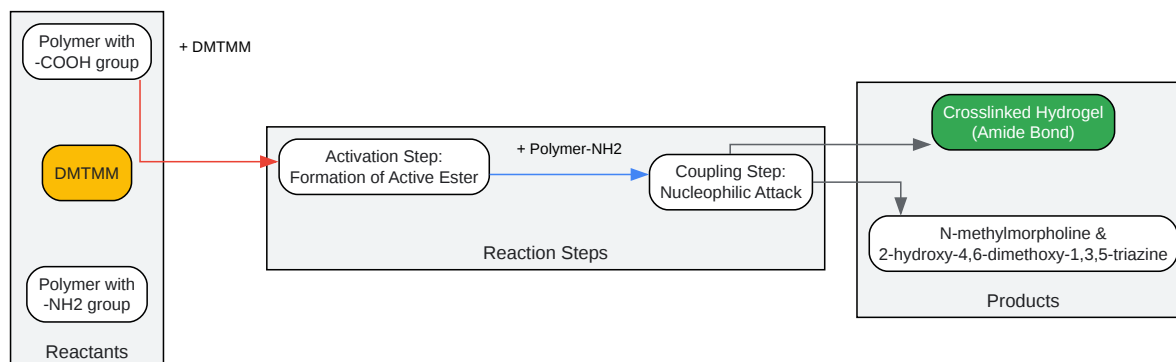 Polymer with
-COOH group
+ DMTMM
DMTMM
Polymer with
-NH2 group
Reactants
Activation Step:
Formation of Active Ester
+ Polymer-NH2
Coupling Step:
Nucleophilic Attack
Reaction Steps
Crosslinked Hydrogel
(Amide Bond)
N-methylmorpholine &
2-hydroxy-4,6-dimethoxy-1,3,5-triazine
Products